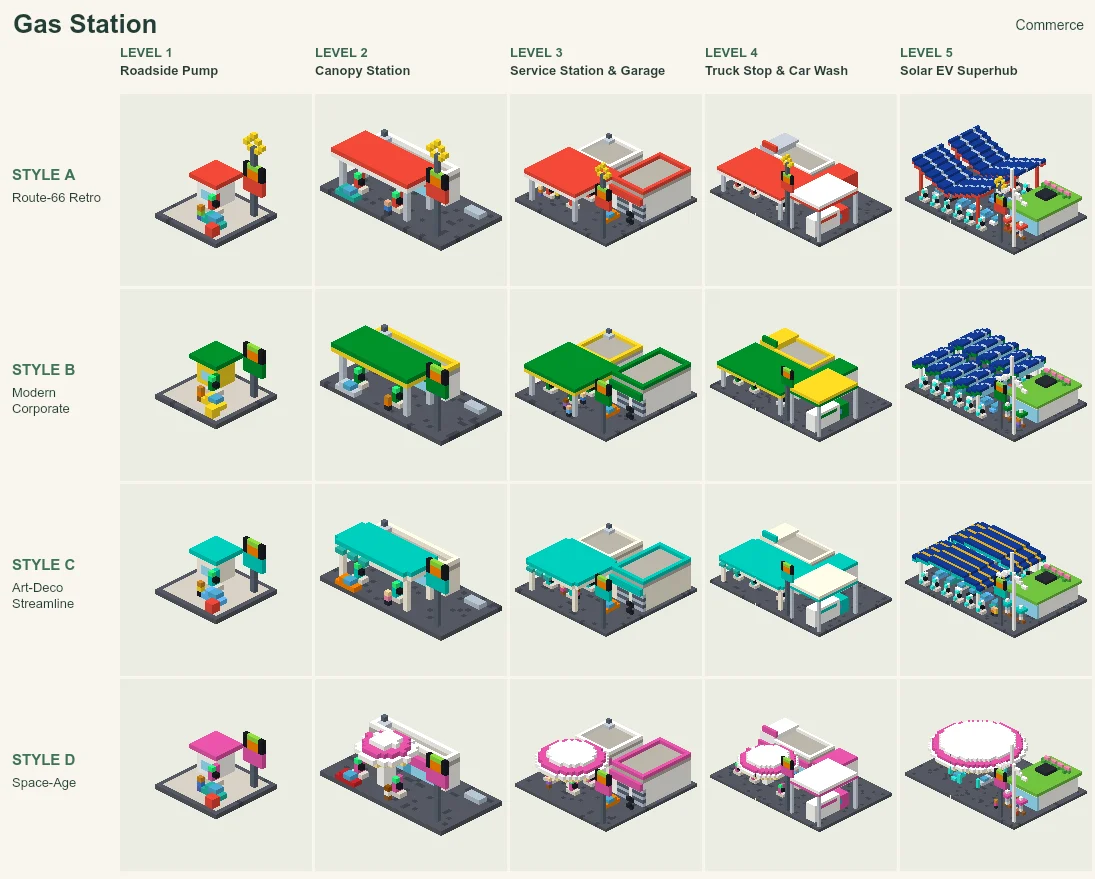 Gas Station
Commerce
LEVEL 1
Roadside Pump
LEVEL 2
Canopy Station
LEVEL 3
Service Station & Garage
LEVEL 4
Truck Stop & Car Wash
LEVEL 5
Solar EV Superhub
STYLE A
Route-66 Retro
STYLE B
Modern
Corporate
STYLE C
Art-Deco
Streamline
STYLE D
Space-Age